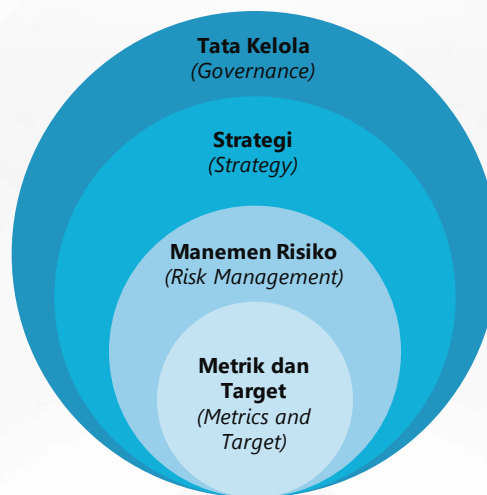 Tata Kelola
(Governance)
Strategi
(Strategy)
Manemen Risiko
(Risk Management)
Metrik dan
Target
(Metrics and
Target)